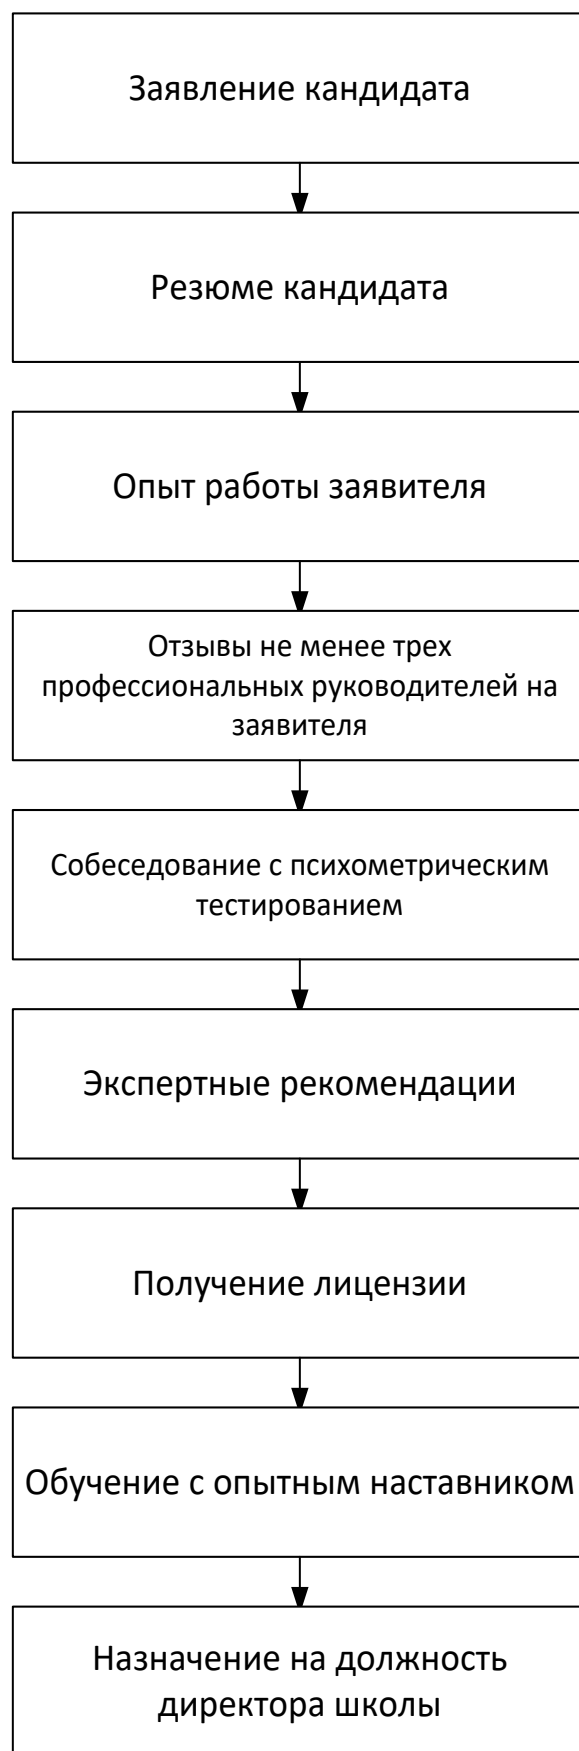 Заявление кандидата
Резюме кандидата
Опыт работы заявителя
Отзывы не менее трех
профессиональных руководителей на
заявителя
Собеседование с психометрическим
тестированием
Экспертные рекомендации
Получение лицензии
Обучение с опытным наставником
Назначение на должность
директора школы